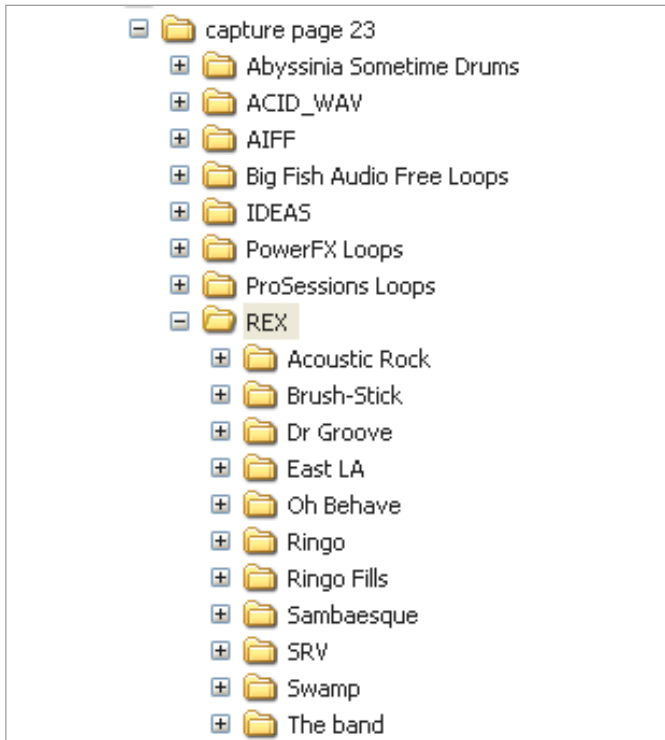 capture page 23
Abyssinia Sometime Drums
ACID_WAV
AIFF
Big Fish Audio Free Loops
IDEAS
PowerFX Loops
ProSessions Loops
REX
Acoustic Rock
Brush-Stick
Dr Groove
East LA
Oh Behave
Ringo
Ringo Fills
Sambaesque
SRV
Swamp
The band